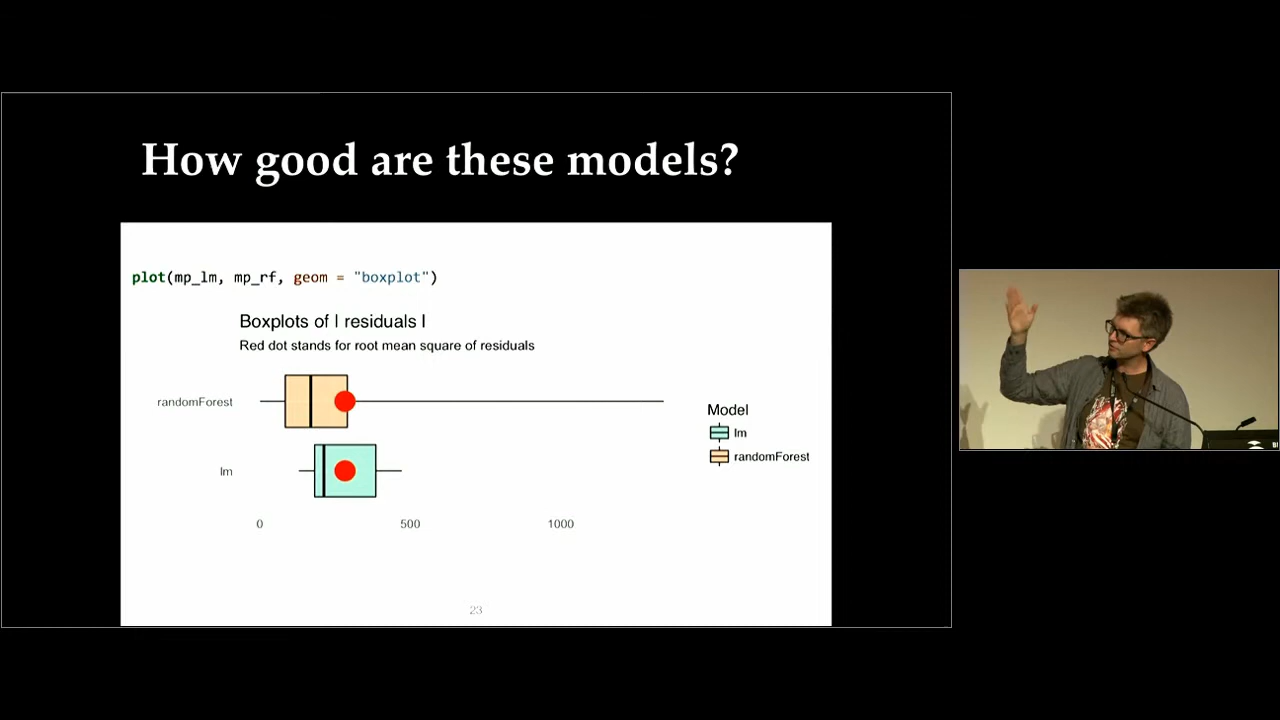 How good are these models?
plot(mp_lm, mp_rf, geom = "boxplot")
Boxplots of | residuals |
Red dot stands for root mean square of residuals
randomForest
lm
0 500 1000
Model
lm
randomForest
23